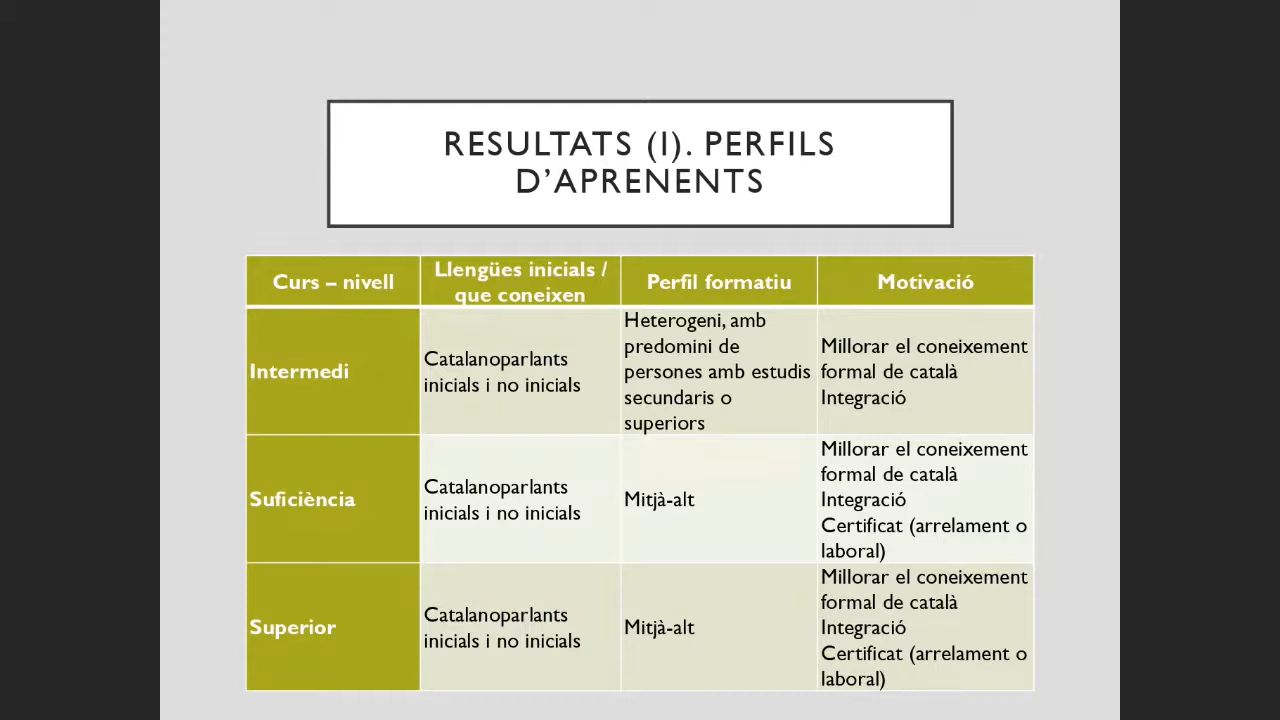 RESULTATS (I). PERFILS
D’APRENENTS
Curs – nivell
Llengües inicials /
que coneixen
Perfil formatiu
Motivació
Intermedi
Catalanoparlants
inicials i no inicials
Heterogeni, amb
predomini de
persones amb estudis
secundaris o
superiors
Millorar el coneixement
formal de català
Integració
Suficiència
Catalanoparlants
inicials i no inicials
Mitjà-alt
Millorar el coneixement
formal de català
Integració
Certificat (arrelament o
laboral)
Superior
Catalanoparlants
inicials i no inicials
Mitjà-alt
Millorar el coneixement
formal de català
Integració
Certificat (arrelament o
laboral)